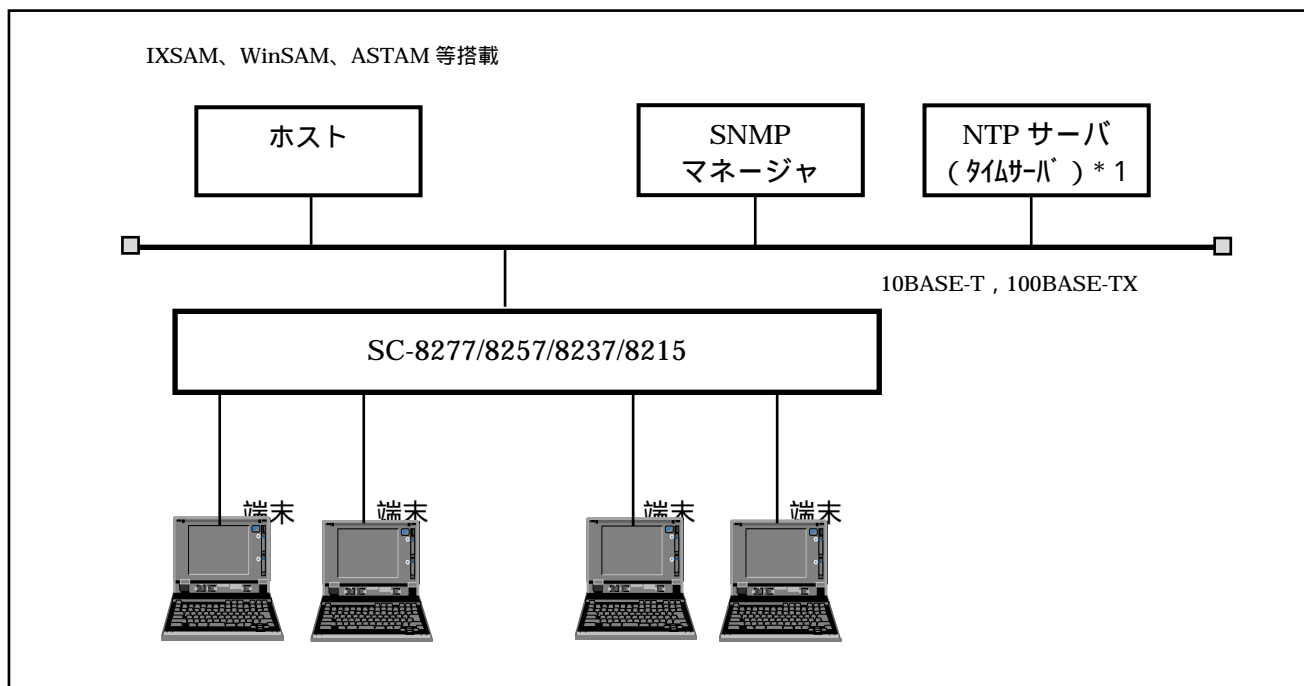 IXSAM、WinSAM、ASTAM 等搭載
ホスト
SNMP
マネージャ
NTP サーバ
（ﾀｲﾑｻｰﾊﾞ）*1
10BASE-T，100BASE-TX
SC-8277/8257/8237/8215
端末
端末
端末
端末